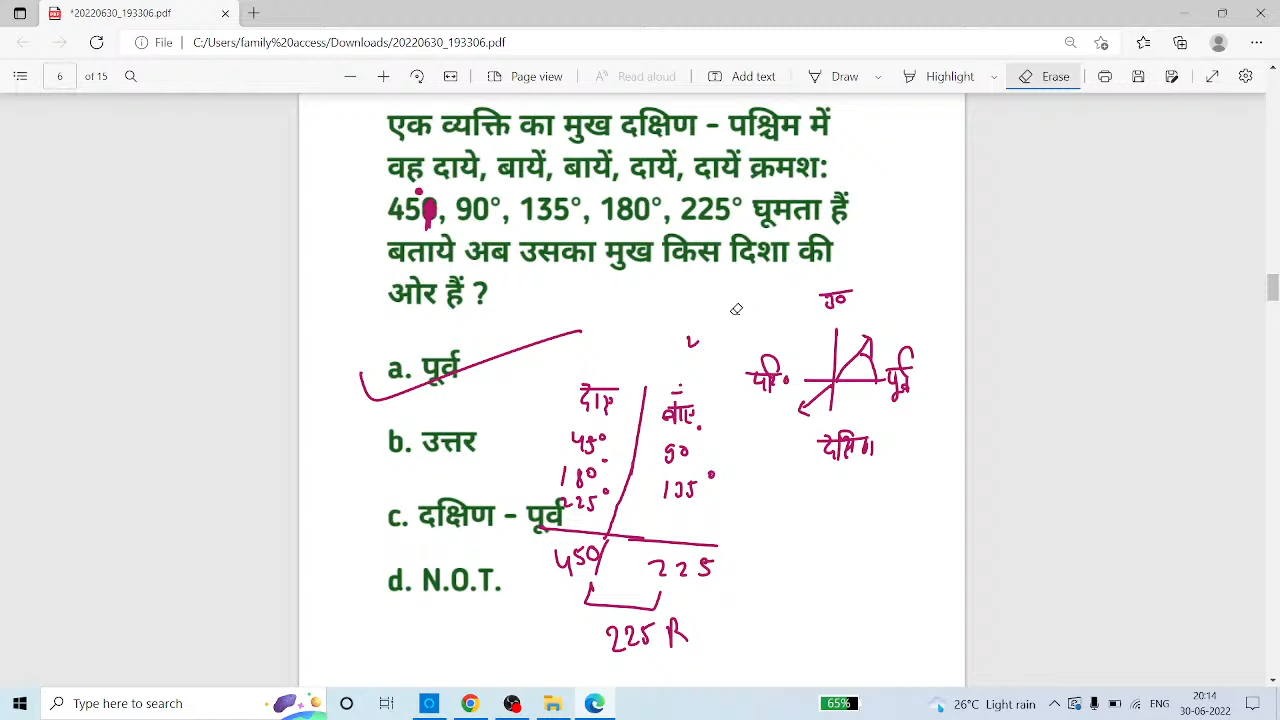 *20220630_193306.pdf
File C:/Users/family%20access/Downloads/20220630_193306.pdf
6 of 15 Page view Read aloud Add text Draw Highlight Erase
एक व्यक्ति का मुख दक्षिण - पश्चिम में
वह दाये, बायें, बायें, दायें, दायें क्रमश:
450, 90°, 135°, 180°, 225° घूमता हैं
बताये अब उसका मुख किस दिशा की
ओर हैं ?
उ०
a. पूर्व
प० पूर्व
दाए बांए
b. उत्तर
45° 90
दक्षिण
180°
225° 135°
c. दक्षिण - पूर्व
450 225
d. N.O.T.
225 R
Type here to search
65%
26°C Light rain
ENG
20:14
30-06-2022